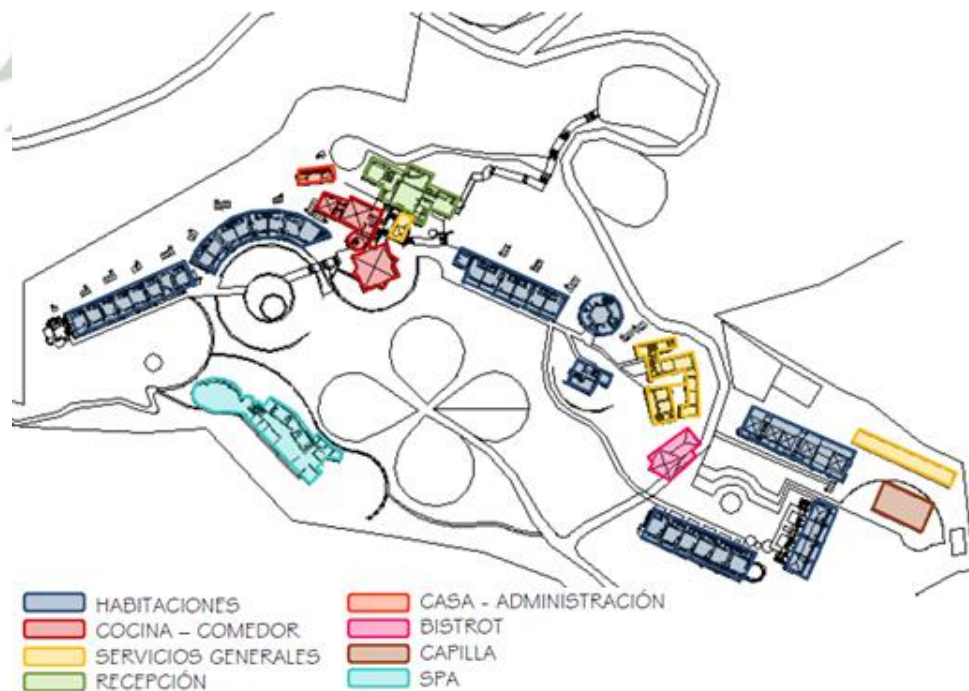 HABITACIONES
COCINA – COMEDOR
SERVICIOS GENERALES
RECEPCIÓN
CASA - ADMINISTRACIÓN
BISTROT
CAPILLA
SPA